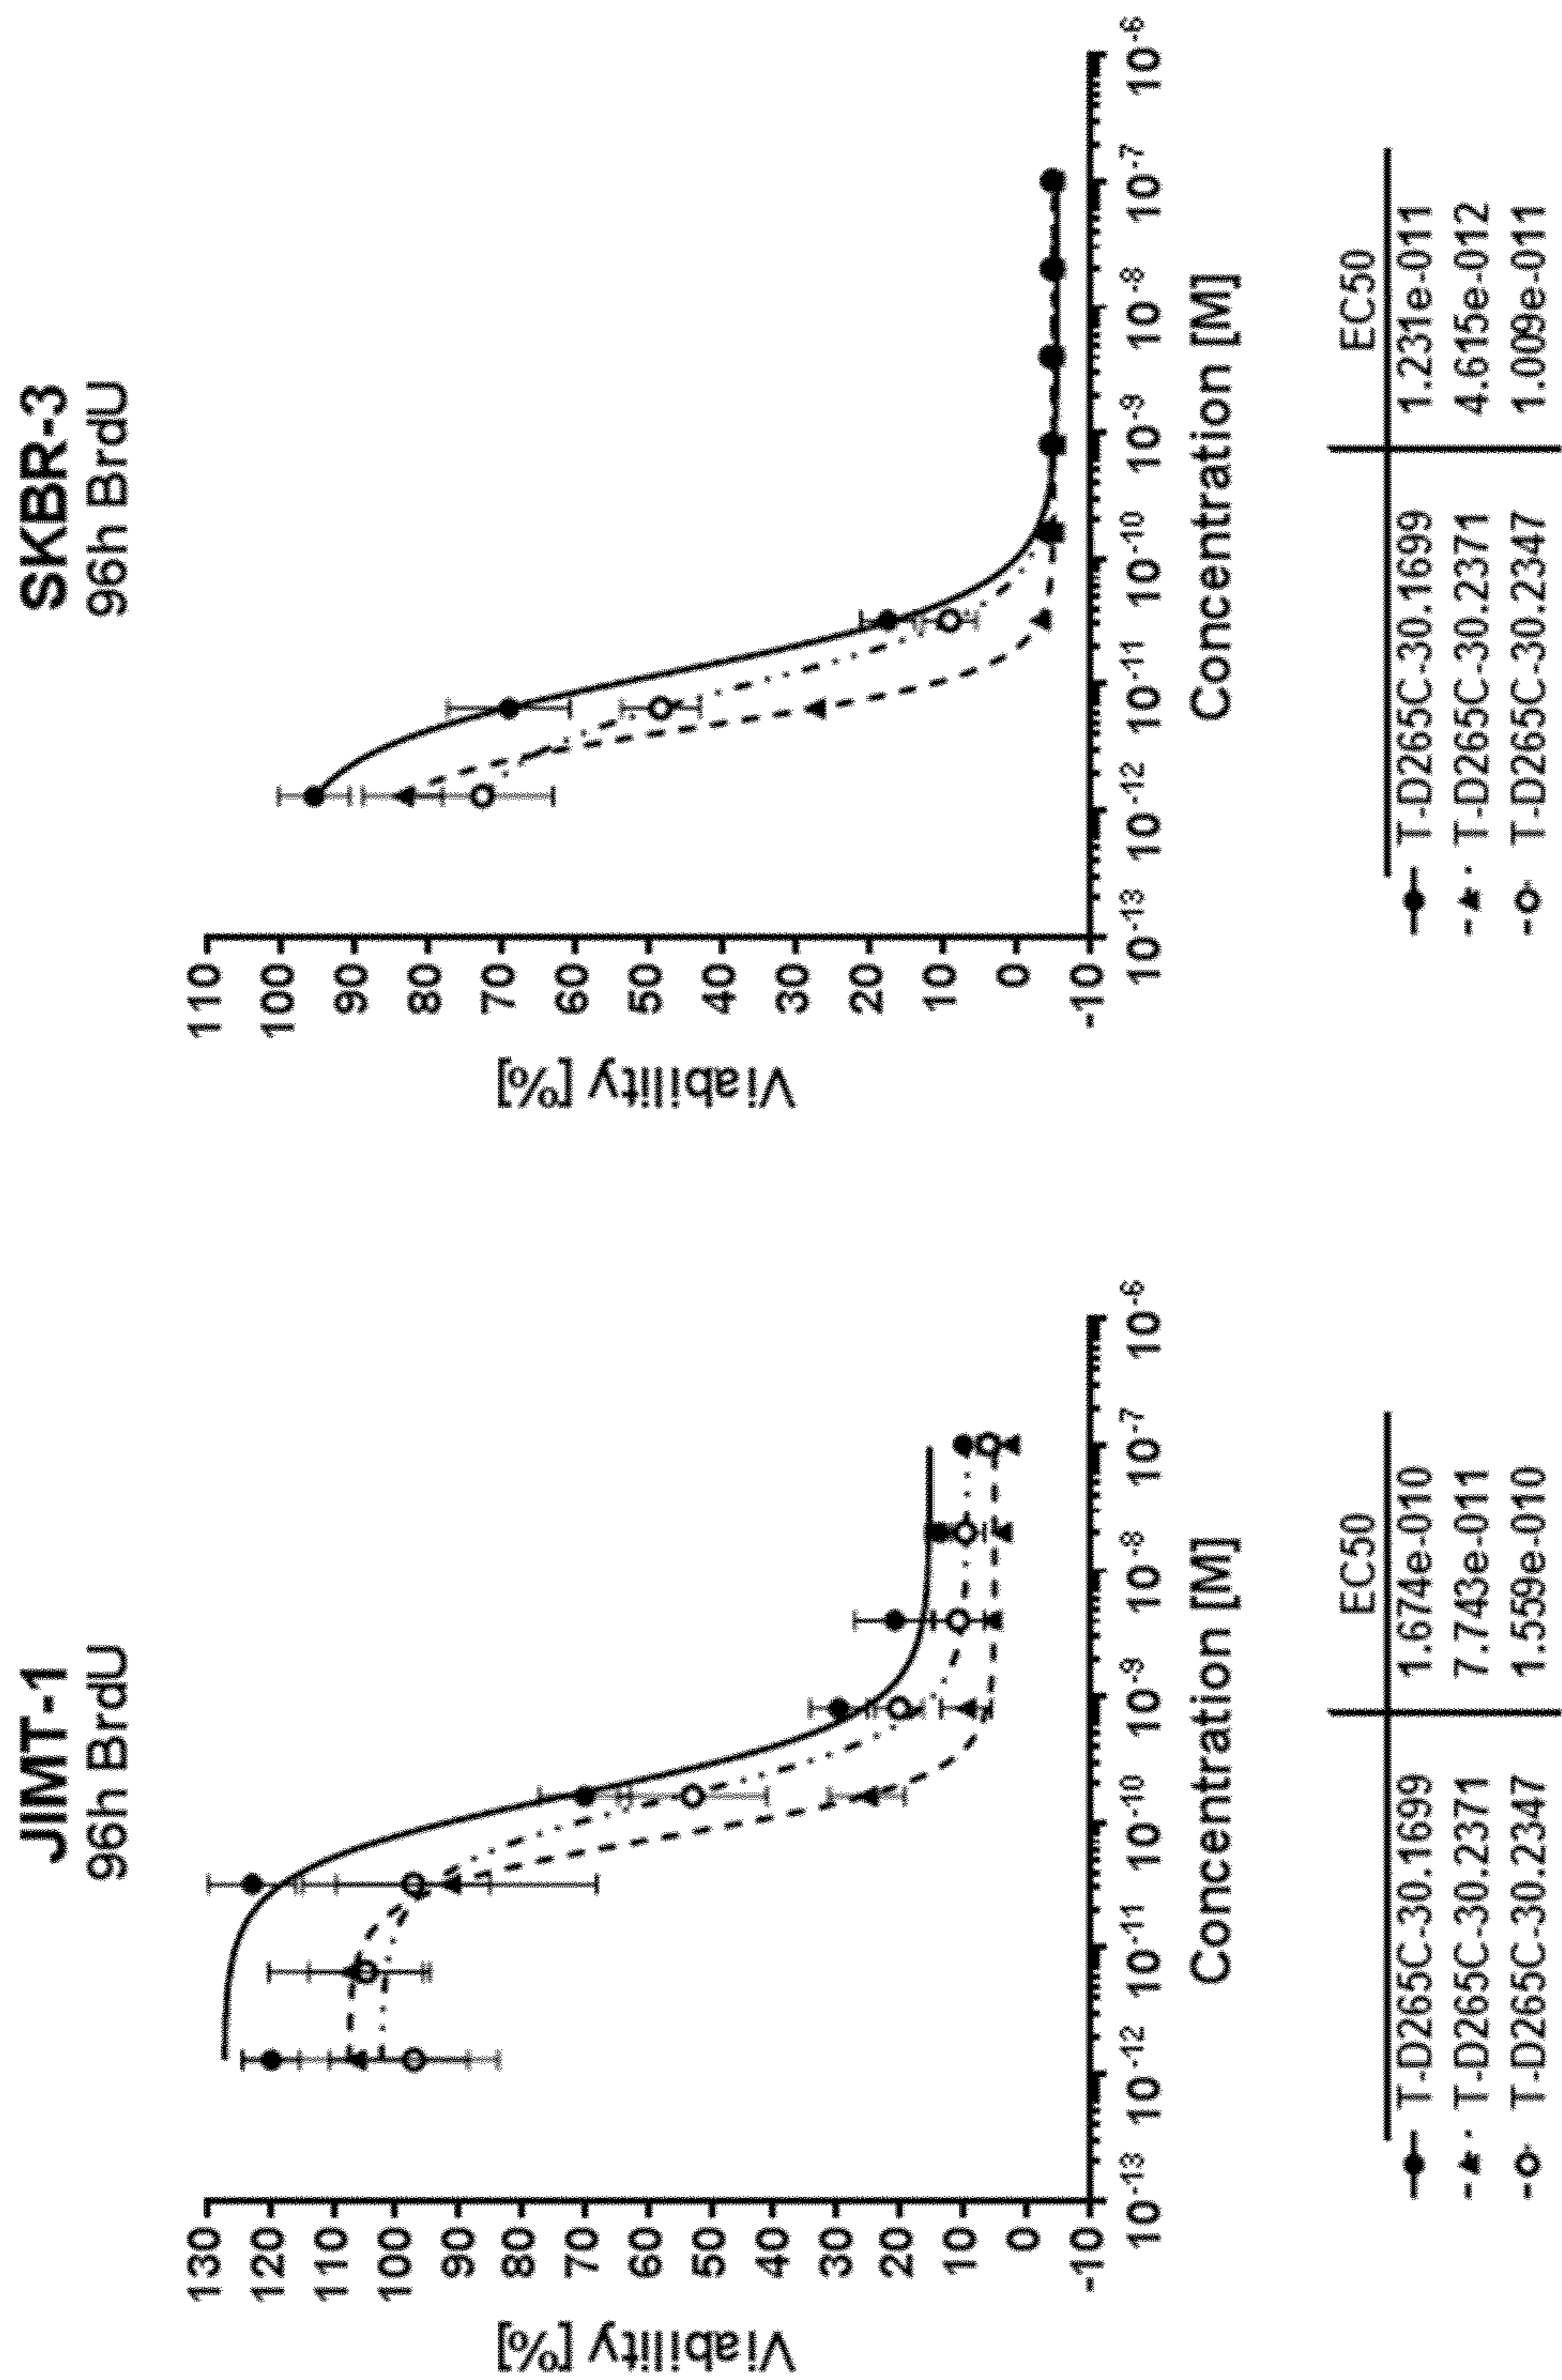 JIMT-1
96h BrdU
Viability [%]
130
120
110
100
90
80
70
60
50
40
30
20
10
0
-10
10-13
10-12
10-11
10-10
10-9
10-8
10-7
10-6
Concentration [M]
EC50
T-D265C-30.1699 1.674e-010
T-D265C-30.2371 7.743e-011
T-D265C-30.2347 1.559e-010
SKBR-3
96h BrdU
Viability [%]
110
100
90
80
70
60
50
40
30
20
10
0
-10
10-13
10-12
10-11
10-10
10-9
10-8
10-7
10-6
Concentration [M]
EC50
T-D265C-30.1699 1.231e-011
T-D265C-30.2371 4.615e-012
T-D265C-30.2347 1.009e-011